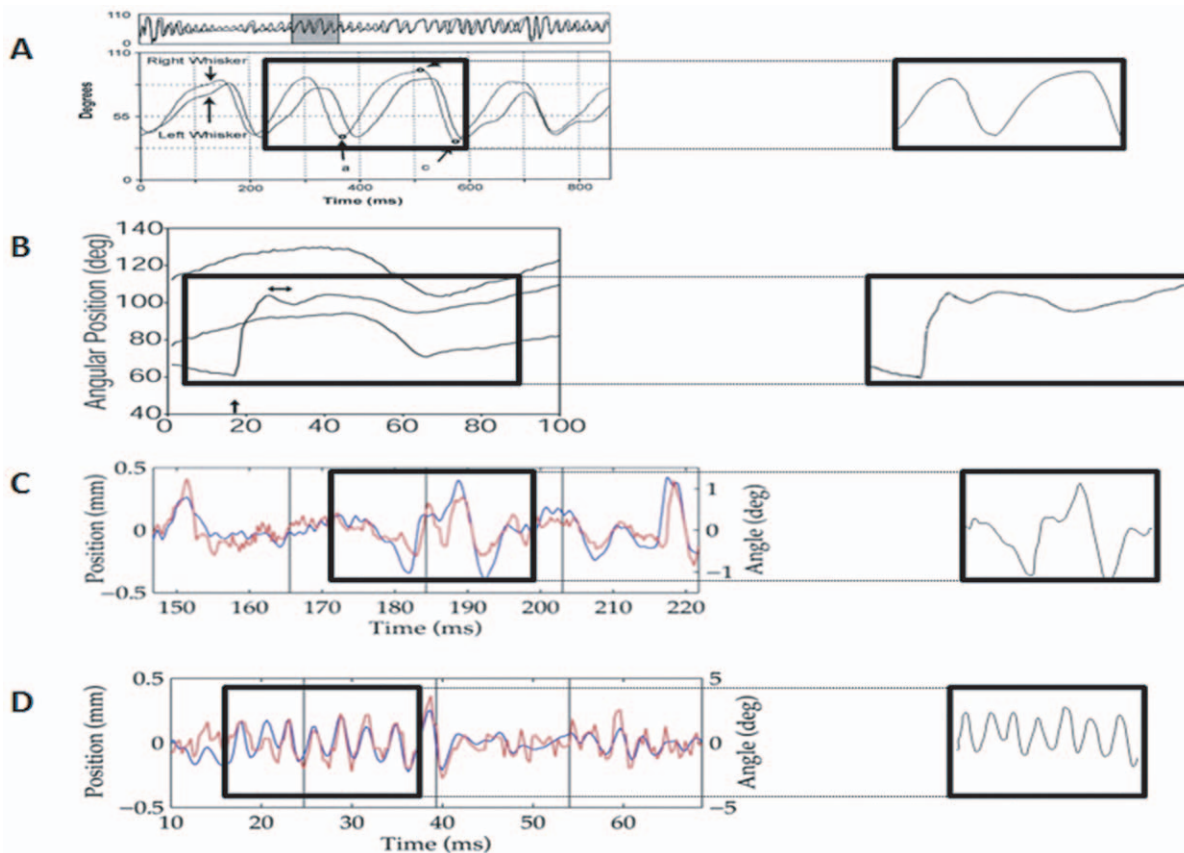 A
110
0
110
Right Whisker
Degrees
55
Left Whisker
a
c
0
0
200
400
600
800
Time (ms)
B
Angular Position (deg)
140
120
100
80
60
40
0
20
40
60
80
100
C
Position (mm)
0.5
0
−0.5
1
0
−1
Angle (deg)
150
160
170
180
190
200
210
220
Time (ms)
D
Position (mm)
0.5
0
−0.5
5
0
−5
Angle (deg)
10
20
30
40
50
60
Time (ms)